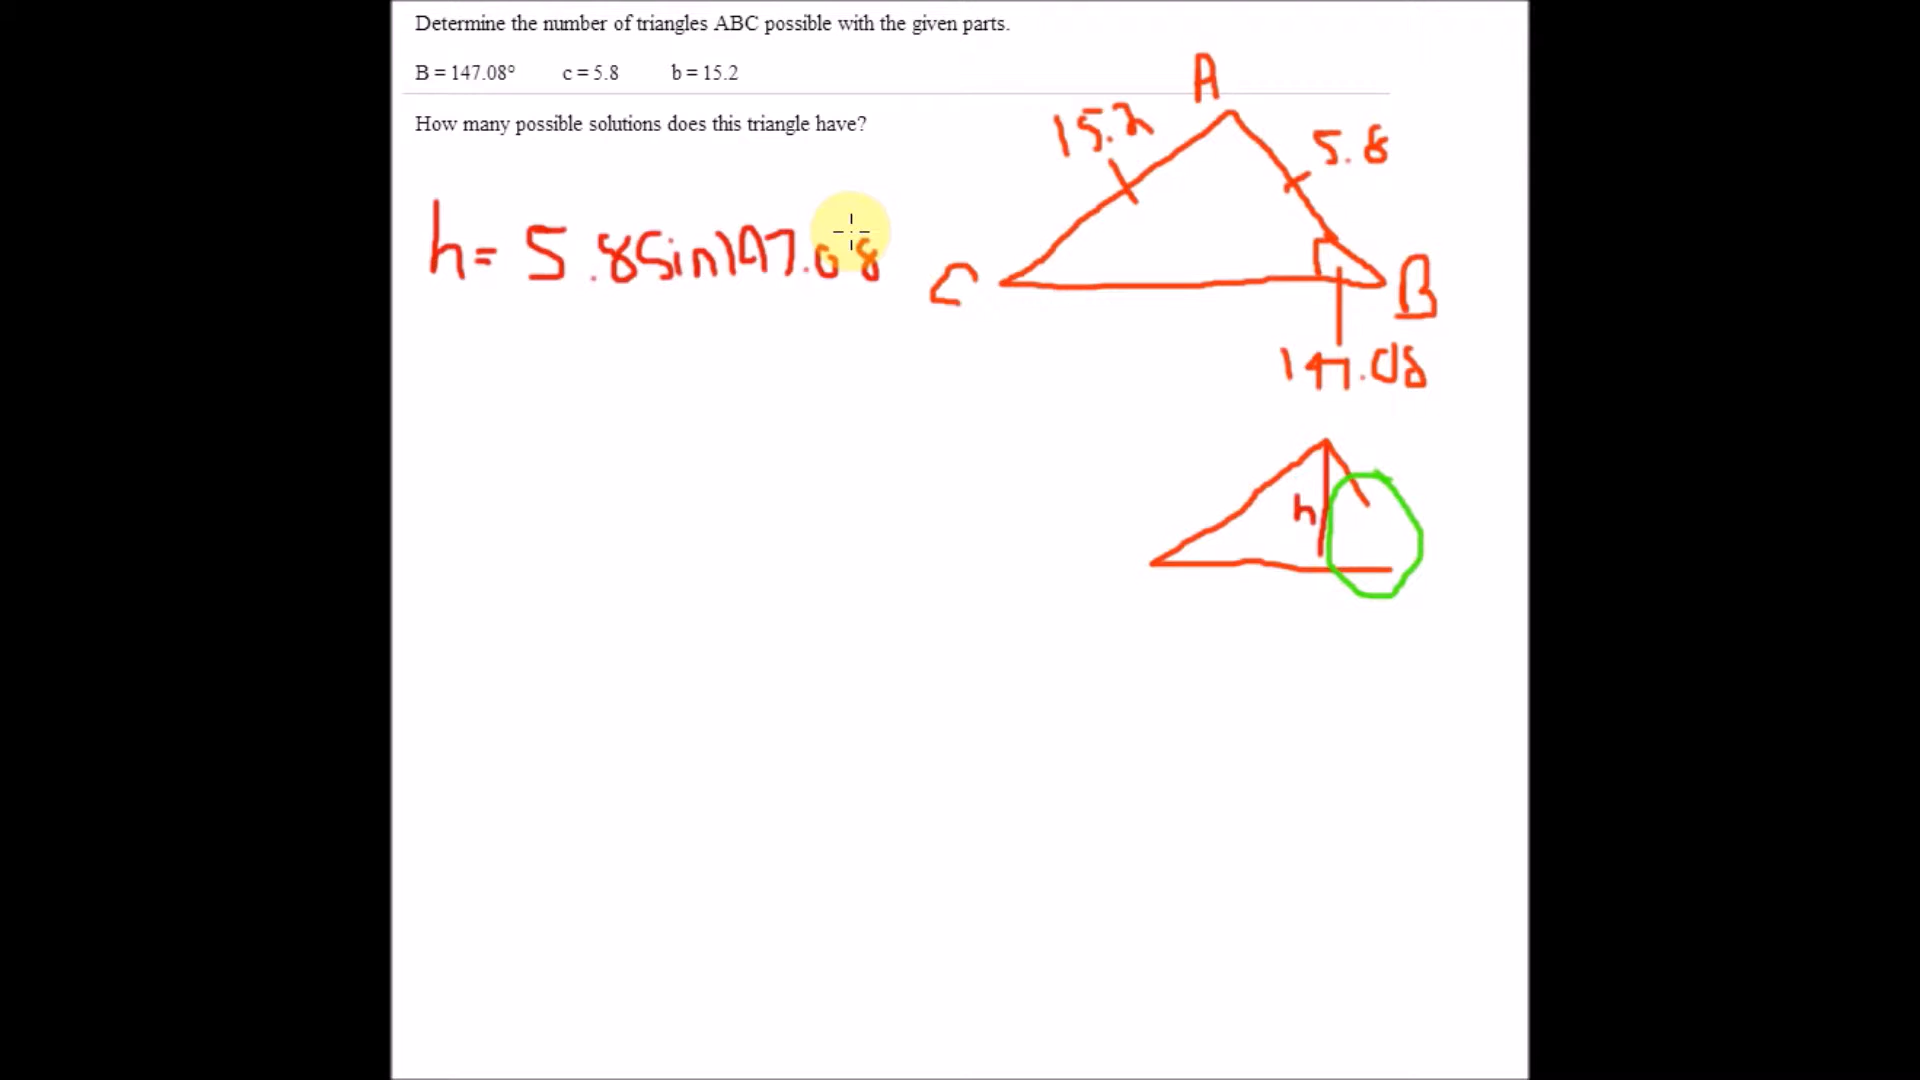 Determine the number of triangles ABC possible with the given parts.
B = 147.08° c = 5.8 b = 15.2
How many possible solutions does this triangle have?
A
15.2
5.8
h = 5.8Sin147.08
C
B
147.08
h